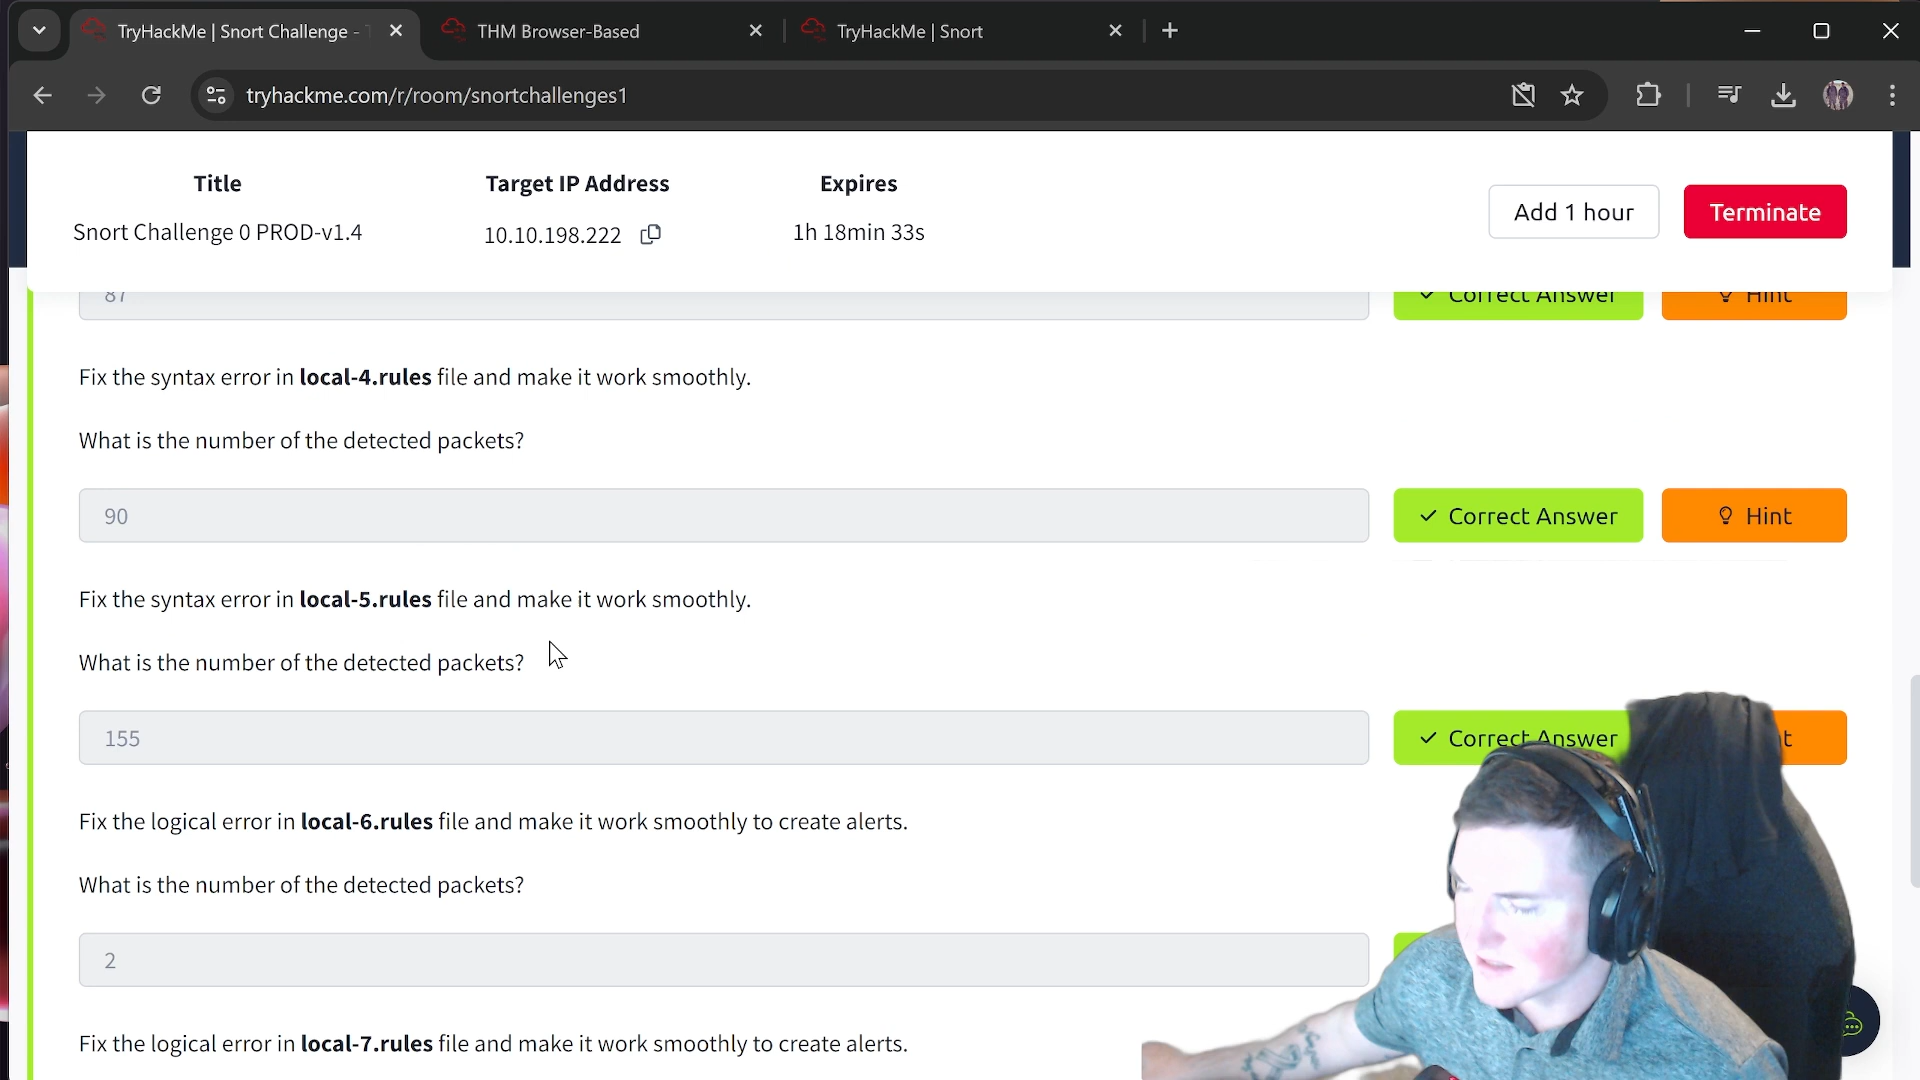 TryHackMe | Snort Challenge -
THM Browser-Based
TryHackMe | Snort
tryhackme.com/r/room/snortchallenges1
Title
Target IP Address
Expires
Snort Challenge 0 PROD-v1.4
10.10.198.222
1h 18min 33s
Add 1 hour
Terminate
87
Correct Answer
Hint
Fix the syntax error in local-4.rules file and make it work smoothly.
What is the number of the detected packets?
90
Correct Answer
Hint
Fix the syntax error in local-5.rules file and make it work smoothly.
What is the number of the detected packets?
155
Correct Answer
t
Fix the logical error in local-6.rules file and make it work smoothly to create alerts.
What is the number of the detected packets?
2
Fix the logical error in local-7.rules file and make it work smoothly to create alerts.